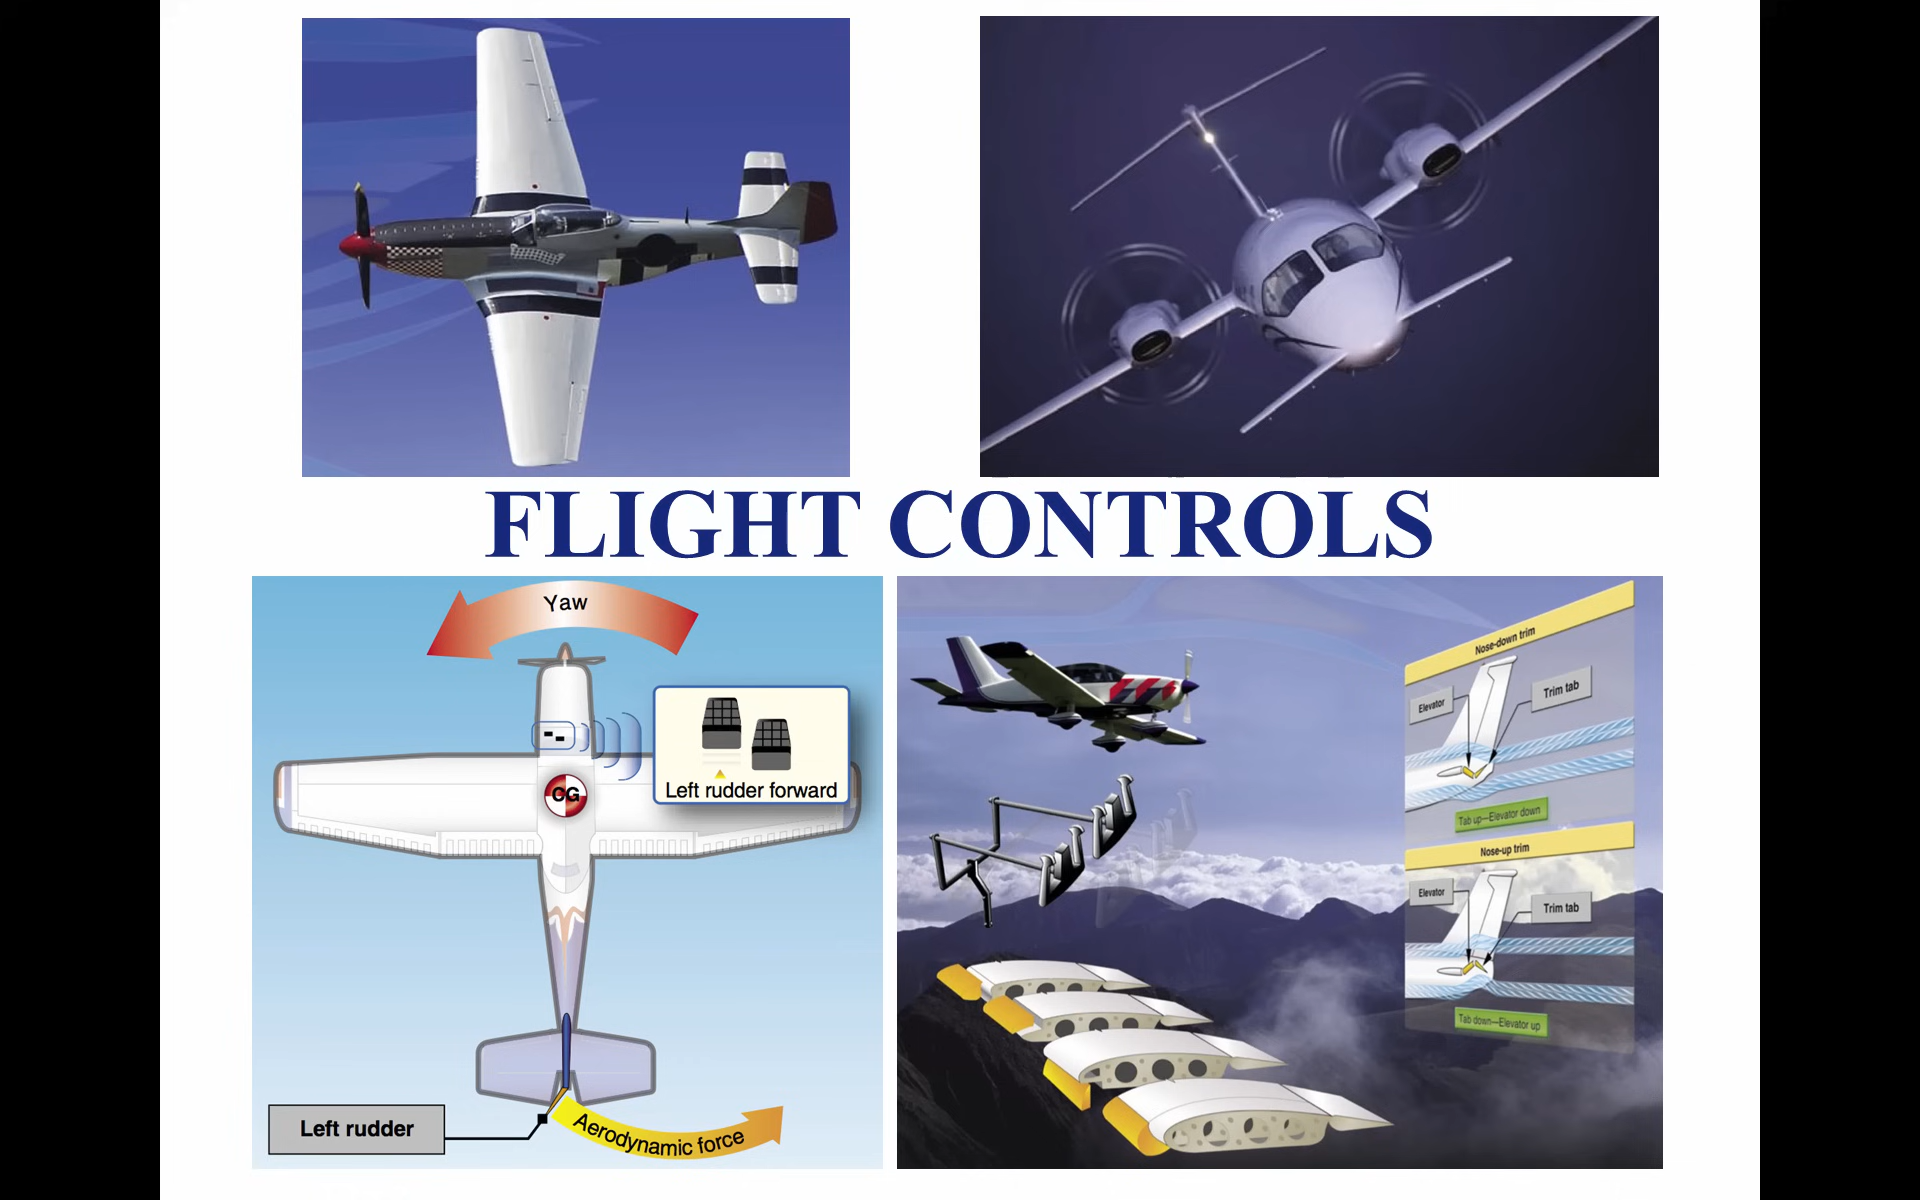 FLIGHT CONTROLS
Yaw
CG
Left rudder forward
Left rudder
Aerodynamic force
Nose-down trim
Elevator
Trim tab
Tab up—Elevator down
Nose-up trim
Elevator
Trim tab
Tab down—Elevator up